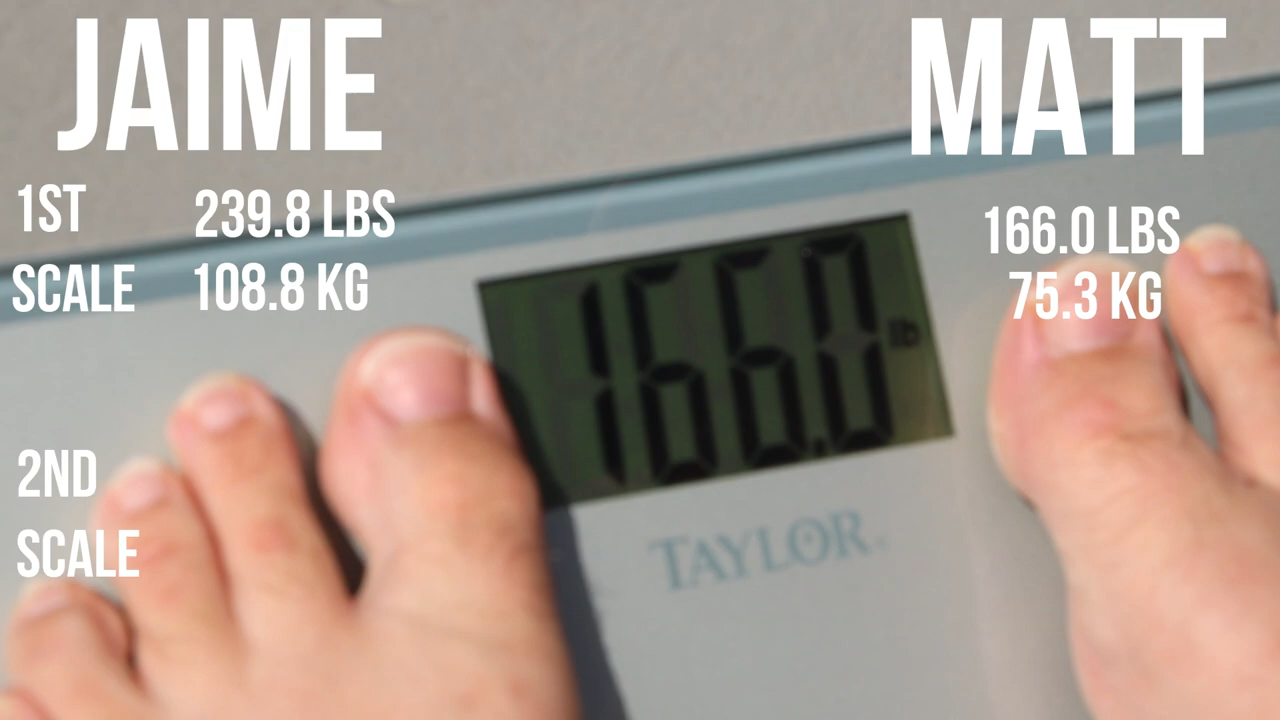 JAIME
MATT
1ST
SCALE
239.8 LBS
108.8 KG
166.0 LBS
75.3 KG
166.0 lb
TAYLOR
2ND
SCALE